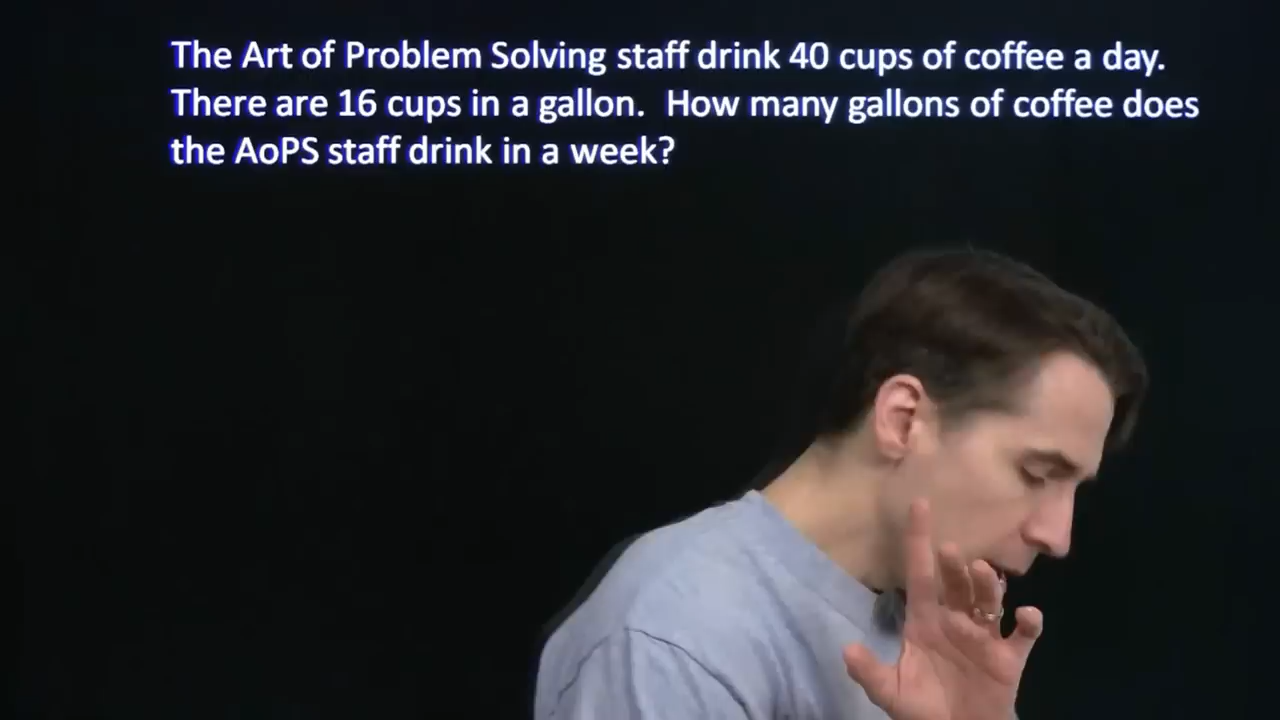 The Art of Problem Solving staff drink 40 cups of coffee a day.
There are 16 cups in a gallon.  How many gallons of coffee does
the AoPS staff drink in a week?